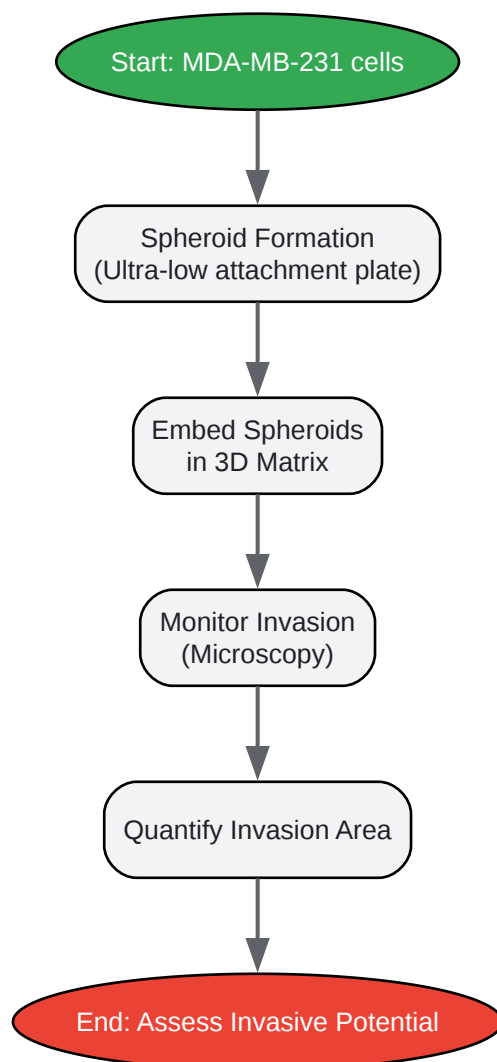 Start: MDA-MB-231 cells
Spheroid Formation
(Ultra-low attachment plate)
Embed Spheroids
in 3D Matrix
Monitor Invasion
(Microscopy)
Quantify Invasion Area
End: Assess Invasive Potential